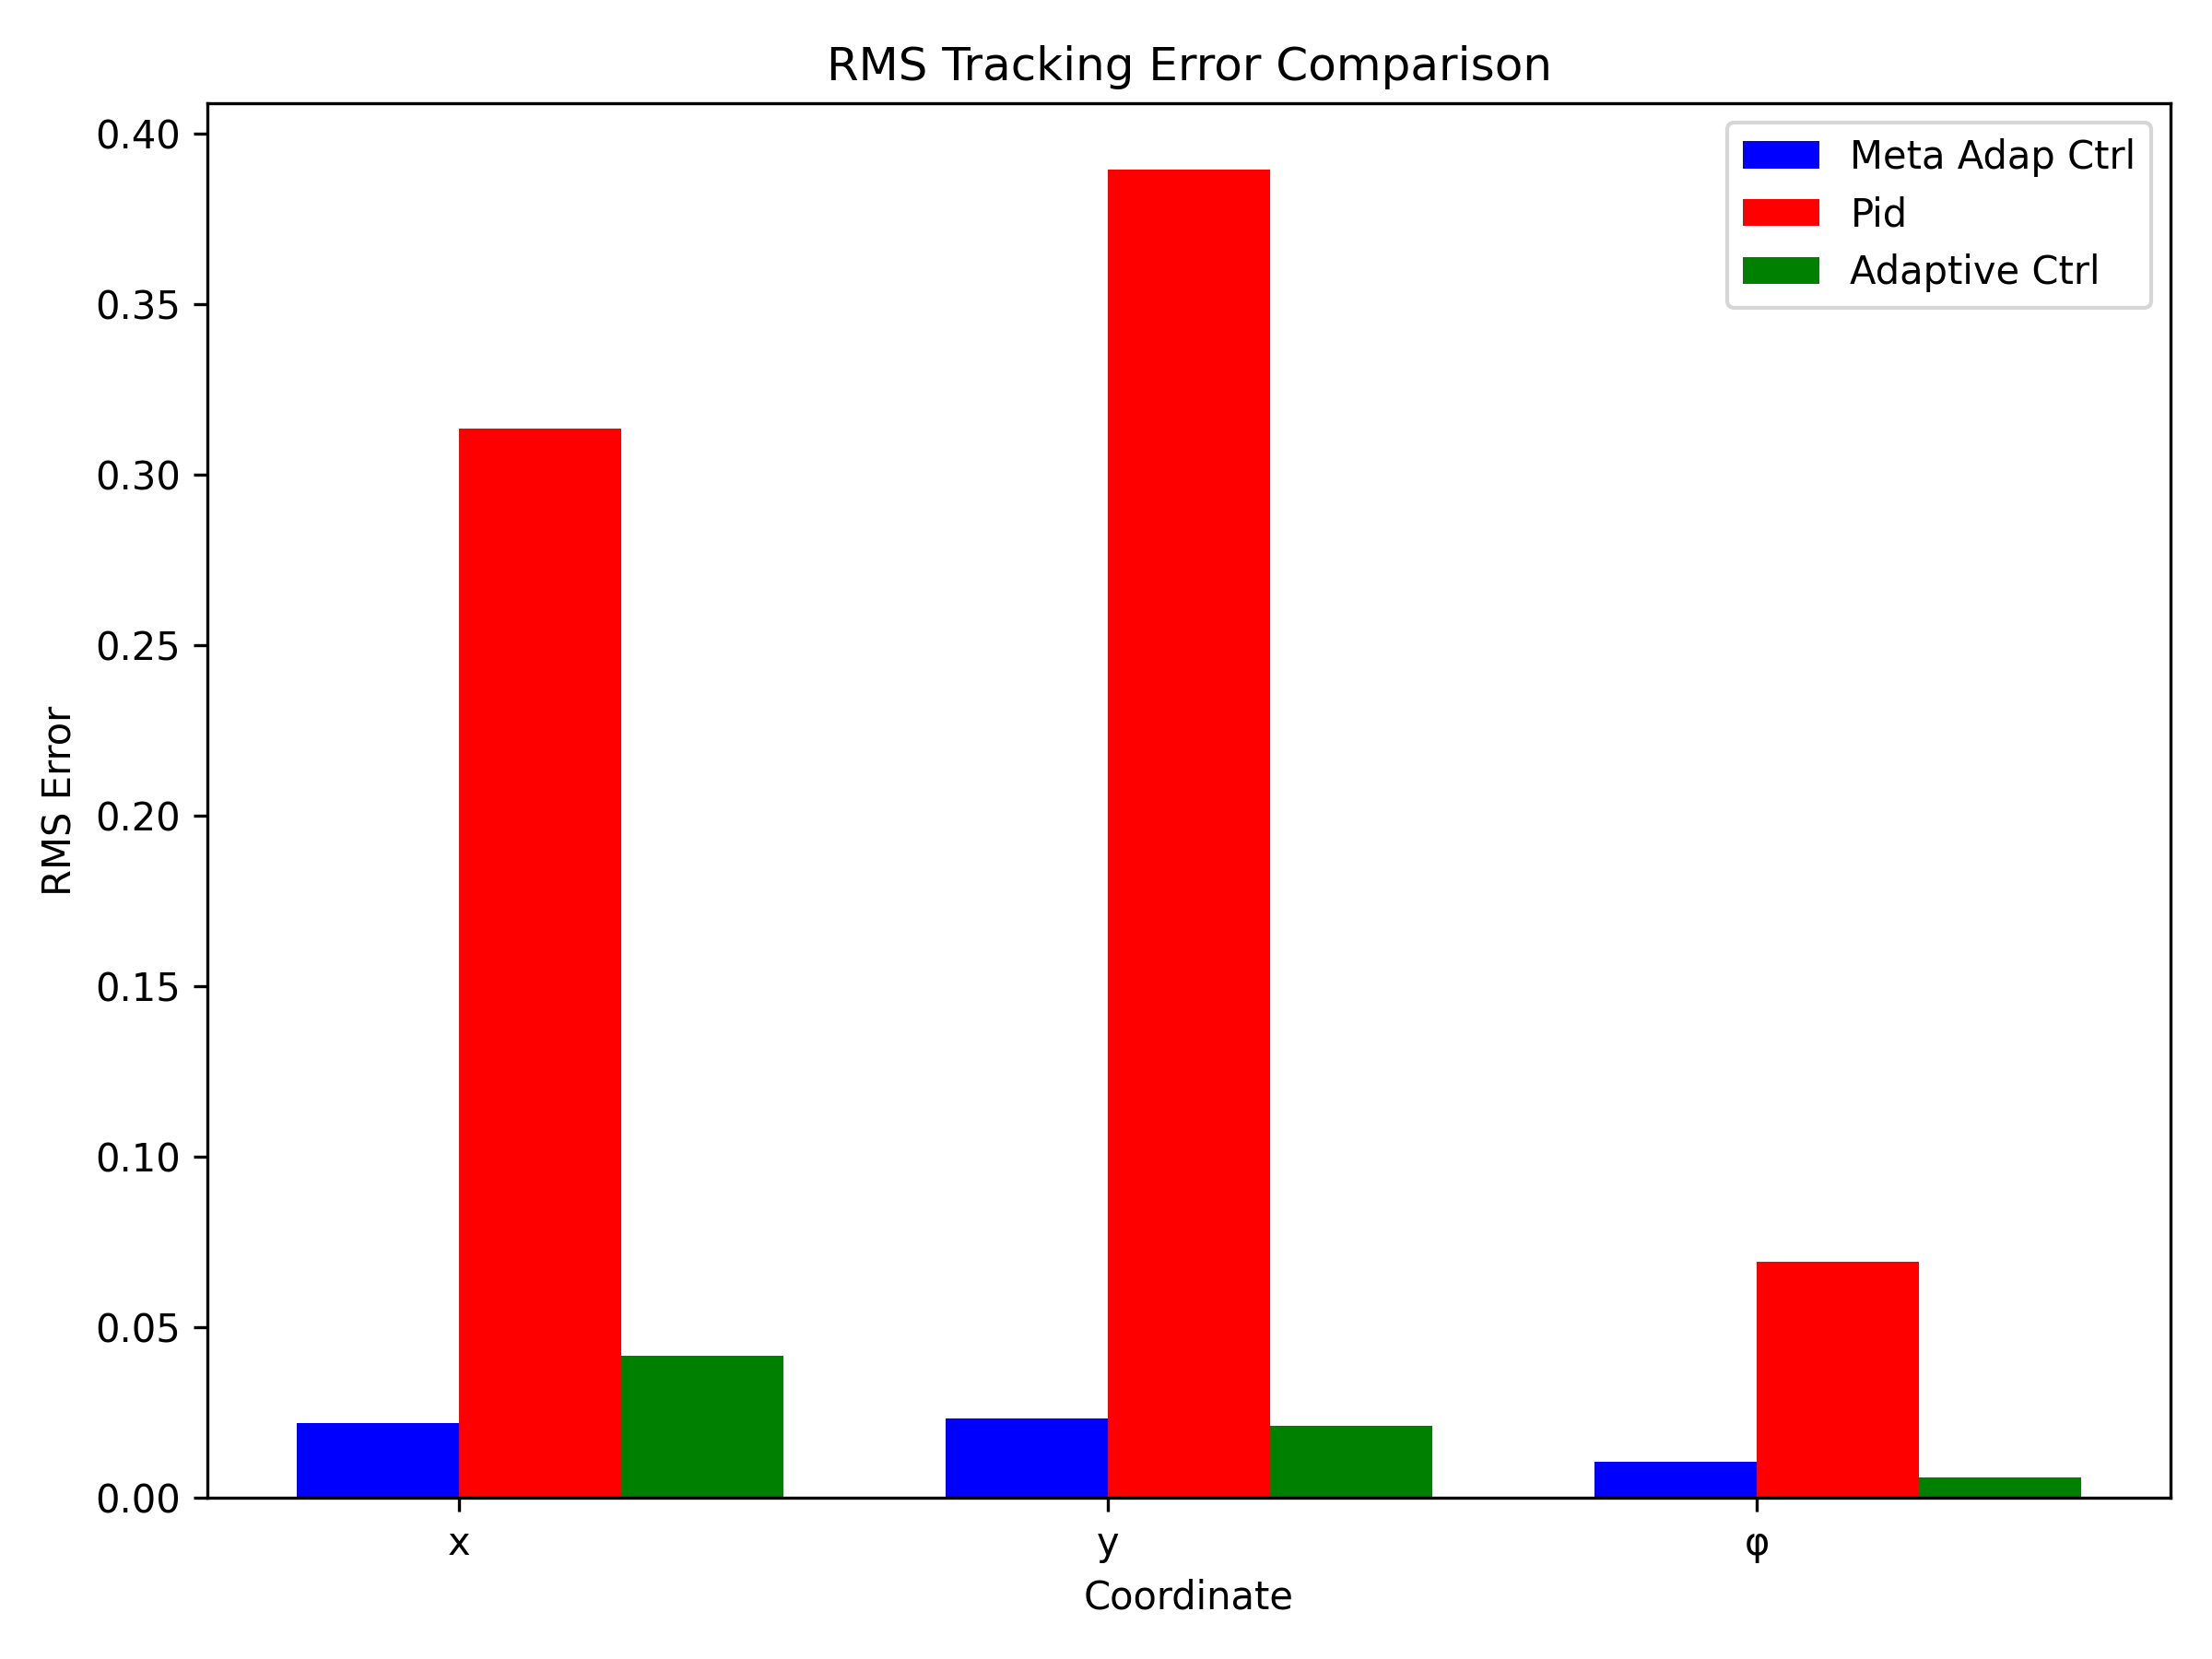 RMS Tracking Error Comparison
Meta Adap Ctrl
Pid
Adaptive Ctrl
RMS Error
0.40
0.35
0.30
0.25
0.20
0.15
0.10
0.05
0.00
x
y
φ
Coordinate